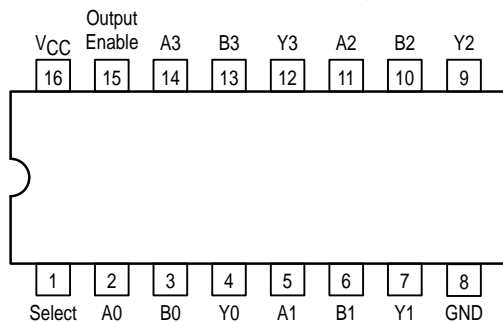 Output
VCC Enable A3 B3 Y3 A2 B2 Y2
16 15 14 13 12 11 10 9
1 2 3 4 5 6 7 8
Select A0 B0 Y0 A1 B1 Y1 GND